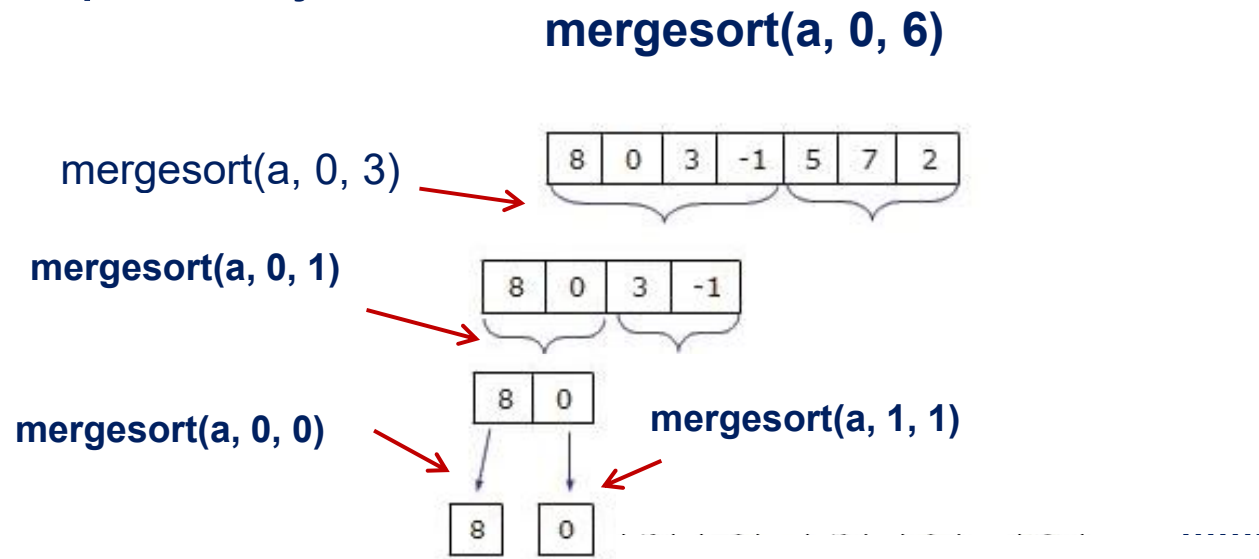 mergesort(a, 0, 6)
mergesort(a, 0, 3)
8 0 3 -1 5 7 2
mergesort(a, 0, 1)
8 0 3 -1
8 0
mergesort(a, 0, 0)
mergesort(a, 1, 1)
8 0